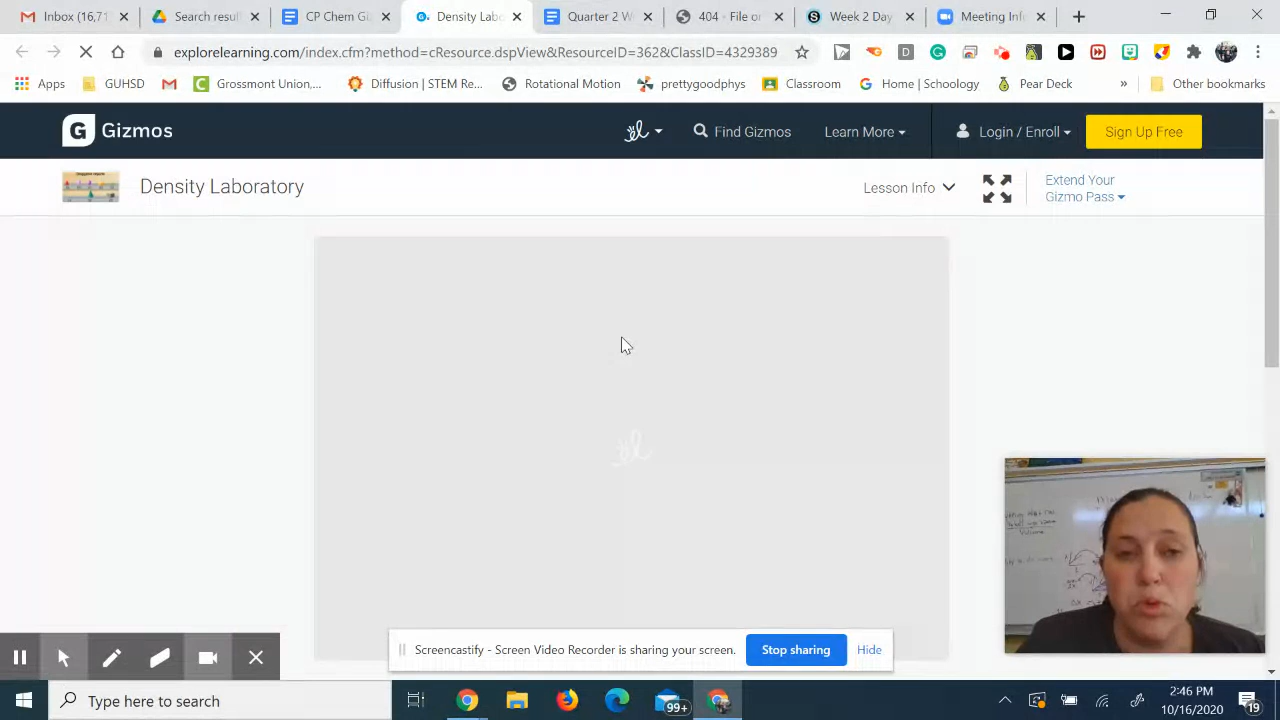 Inbox (16,71
Search resul
CP Chem Gi
Density Labo
Quarter 2 W
404 - File or
Week 2 Day
Meeting Info
explorelearning.com/index.cfm?method=cResource.dspView&ResourceID=362&ClassID=4329389
Apps
GUHSD
Grossmont Union,...
Diffusion | STEM Re...
Rotational Motion
prettygoodphys
Classroom
Home | Schoology
Pear Deck
»
Other bookmarks
G Gizmos
Find Gizmos
Learn More
Login / Enroll
Sign Up Free
Density Laboratory
Lesson Info
Extend Your
Gizmo Pass
Screencastify - Screen Video Recorder is sharing your screen.
Stop sharing
Hide
Type here to search
99+
2:46 PM
10/16/2020
19